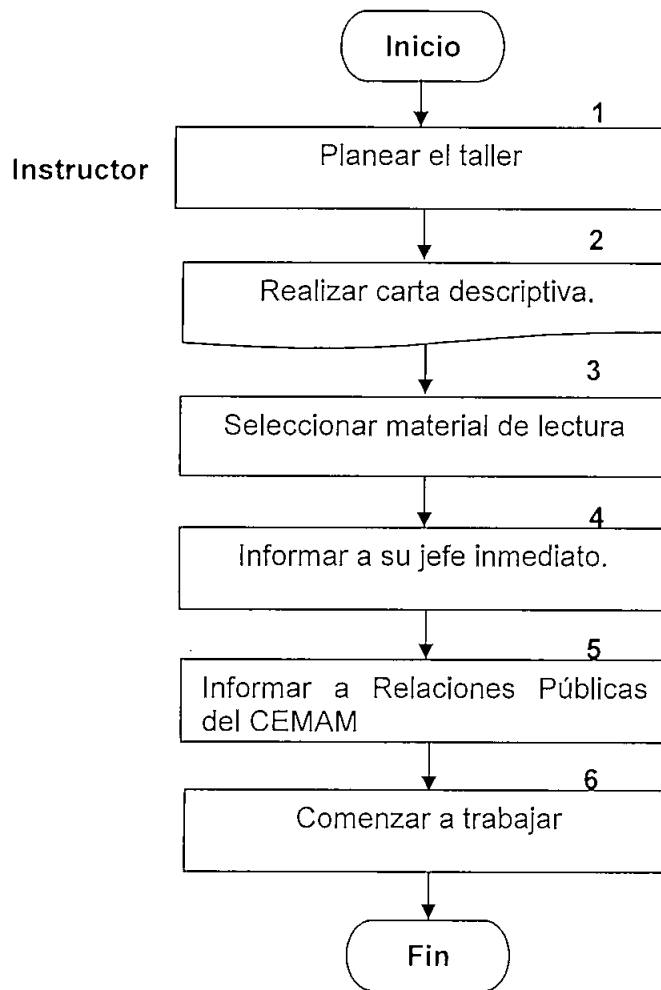 Inicio
1
Instructor
Planear el taller
2
Realizar carta descriptiva.
3
Seleccionar material de lectura
4
Informar a su jefe inmediato.
5
Informar a Relaciones Públicas
del CEMAM
6
Comenzar a trabajar
Fin